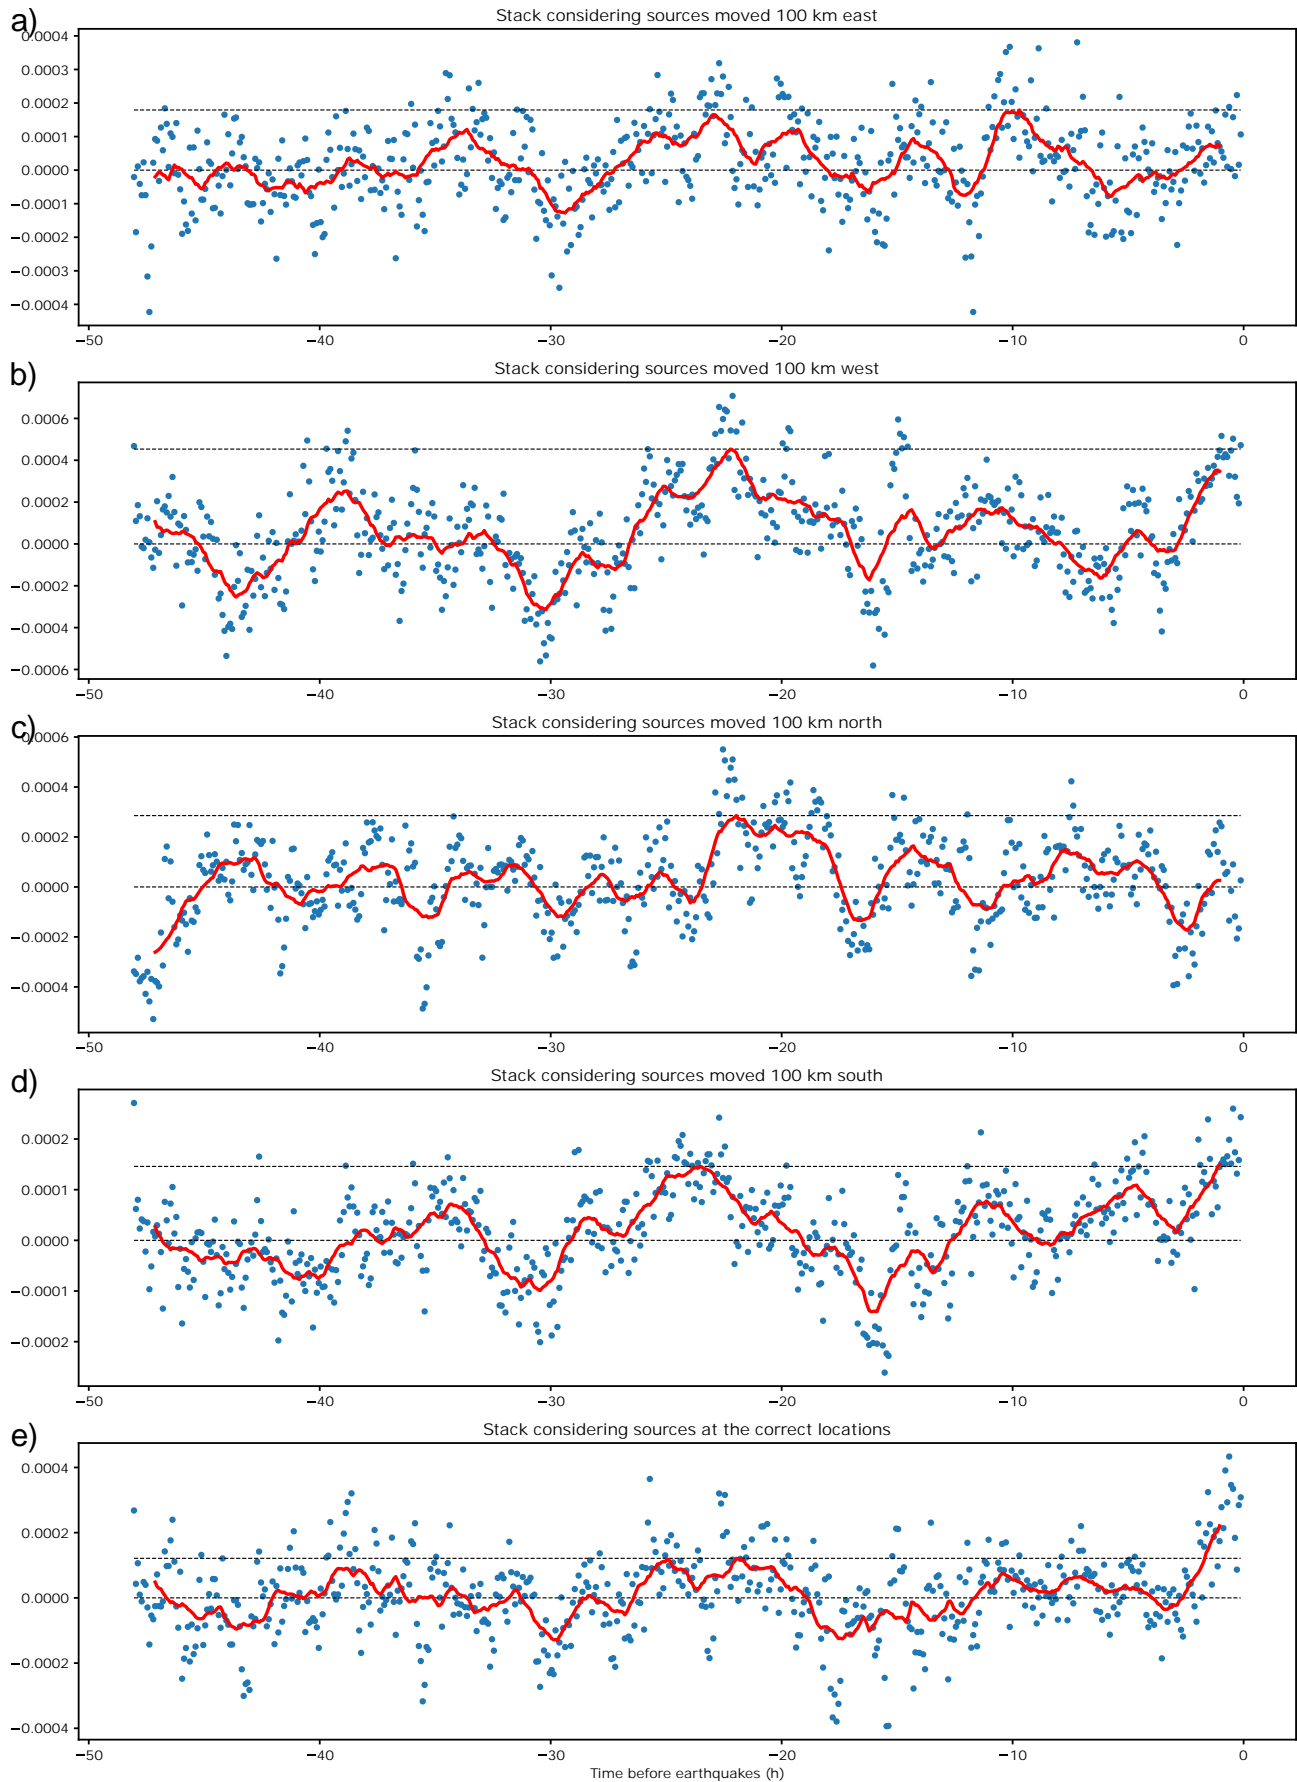 a)
Stack considering sources moved 100 km east
0.0004
0.0003
0.0002
0.0001
0.0000
−0.0001
−0.0002
−0.0003
−0.0004
−50 −40 −30 −20 −10 0
b)
Stack considering sources moved 100 km west
0.0006
0.0004
0.0002
0.0000
−0.0002
−0.0004
−0.0006
−50 −40 −30 −20 −10 0
c)
Stack considering sources moved 100 km north
0.0006
0.0004
0.0002
0.0000
−0.0002
−0.0004
−50 −40 −30 −20 −10 0
d)
Stack considering sources moved 100 km south
0.0002
0.0001
0.0000
−0.0001
−0.0002
−50 −40 −30 −20 −10 0
e)
Stack considering sources at the correct locations
0.0004
0.0002
0.0000
−0.0002
−0.0004
−50 −40 −30 −20 −10 0
Time before earthquakes (h)